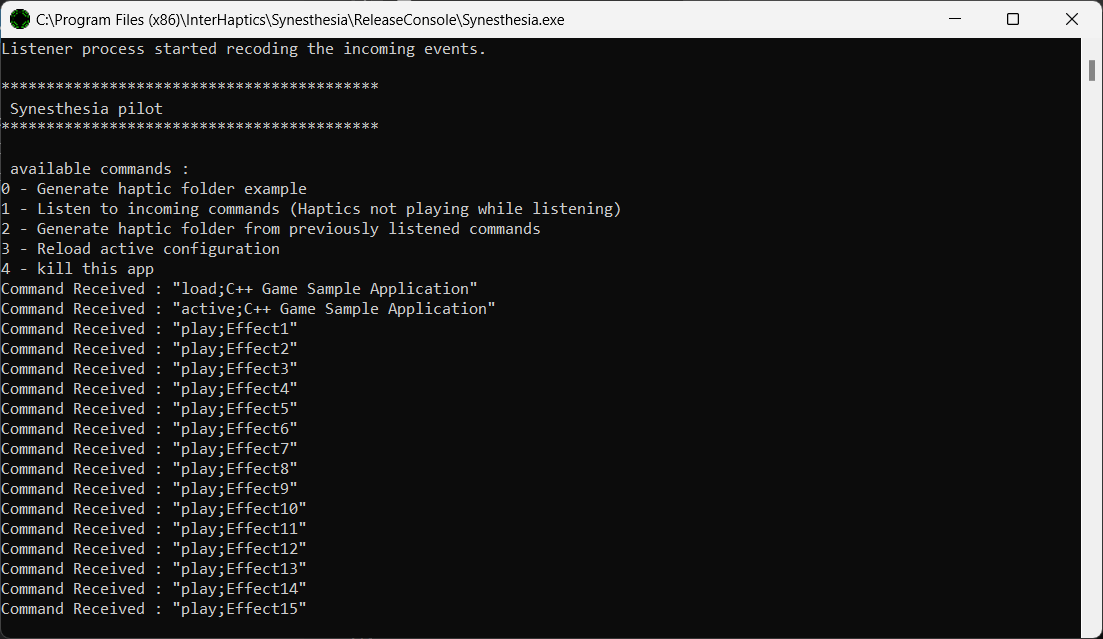 C:\Program Files (x86)\InterHaptics\Synesthesia\ReleaseConsole\Synesthesia.exe
Listener process started recoding the incoming events.
******************************************
Synesthesia pilot
******************************************
available commands :
0 - Generate haptic folder example
1 - Listen to incoming commands (Haptics not playing while listening)
2 - Generate haptic folder from previously listened commands
3 - Reload active configuration
4 - kill this app
Command Received : "load;C++ Game Sample Application"
Command Received : "active;C++ Game Sample Application"
Command Received : "play;Effect1"
Command Received : "play;Effect2"
Command Received : "play;Effect3"
Command Received : "play;Effect4"
Command Received : "play;Effect5"
Command Received : "play;Effect6"
Command Received : "play;Effect7"
Command Received : "play;Effect8"
Command Received : "play;Effect9"
Command Received : "play;Effect10"
Command Received : "play;Effect11"
Command Received : "play;Effect12"
Command Received : "play;Effect13"
Command Received : "play;Effect14"
Command Received : "play;Effect15"